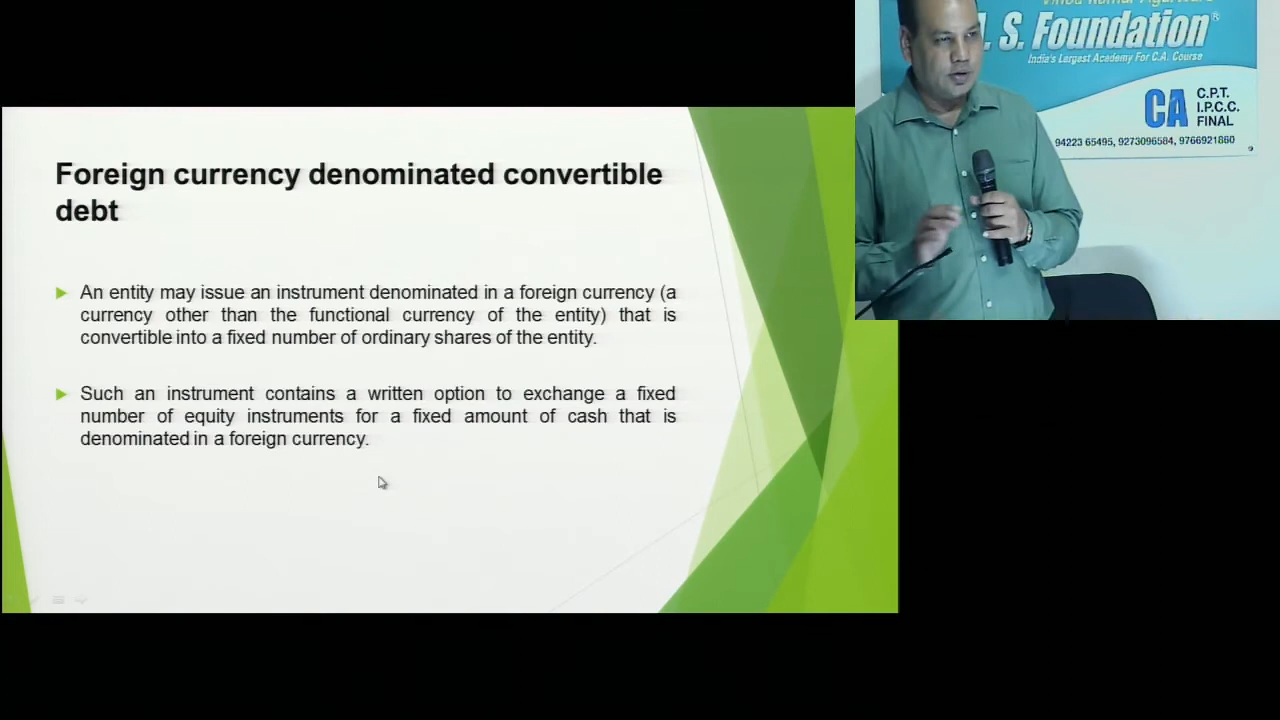 Foreign currency denominated convertible
debt
An entity may issue an instrument denominated in a foreign currency (a
currency other than the functional currency of the entity) that is
convertible into a fixed number of ordinary shares of the entity.
Such an instrument contains a written option to exchange a fixed
number of equity instruments for a fixed amount of cash that is
denominated in a foreign currency.
. S. Foundation®
India's Largest Academy For C.A. Course
CA
C.P.T.
I.P.C.C.
FINAL
94223 65495, 9273096584, 9766921860